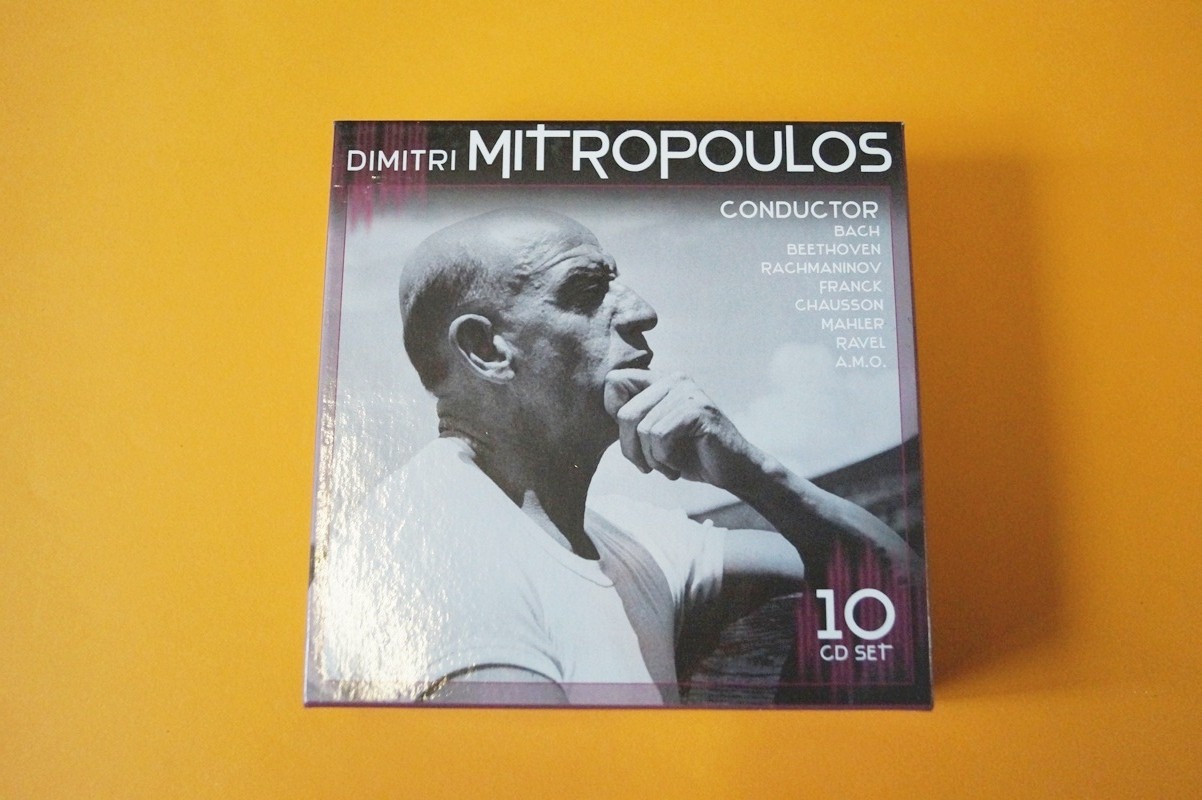 DIMITRI MITROPOULOS
CONDUCTOR
BACH
BEETHOVEN
RACHMANINOV
FRANCK
CHAUSSON
MAHLER
RAVEL
A.M.O.
10
CD SET